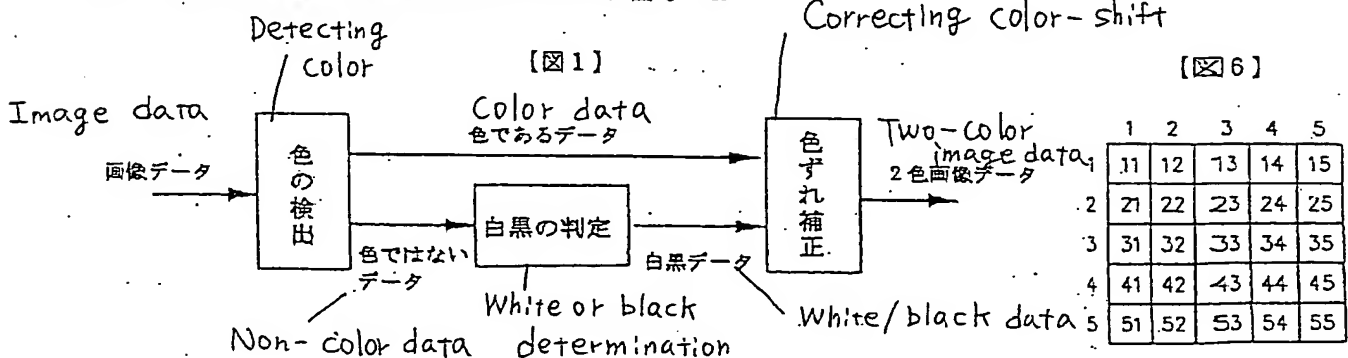 Detecting
color
【図1】
Correcting color-shift
【図6】
Image data
画像データ
色の検出
Color data
色であるデータ
色ではない
データ
Non-color data
白黒の判定
White or black
determination
白黒データ
White/black data
色ずれ補正
Two-color
image data
2色画像データ
1 2 3 4 5
1 11 12 13 14 15
2 21 22 23 24 25
3 31 32 33 34 35
4 41 42 43 44 45
5 51 52 53 54 55